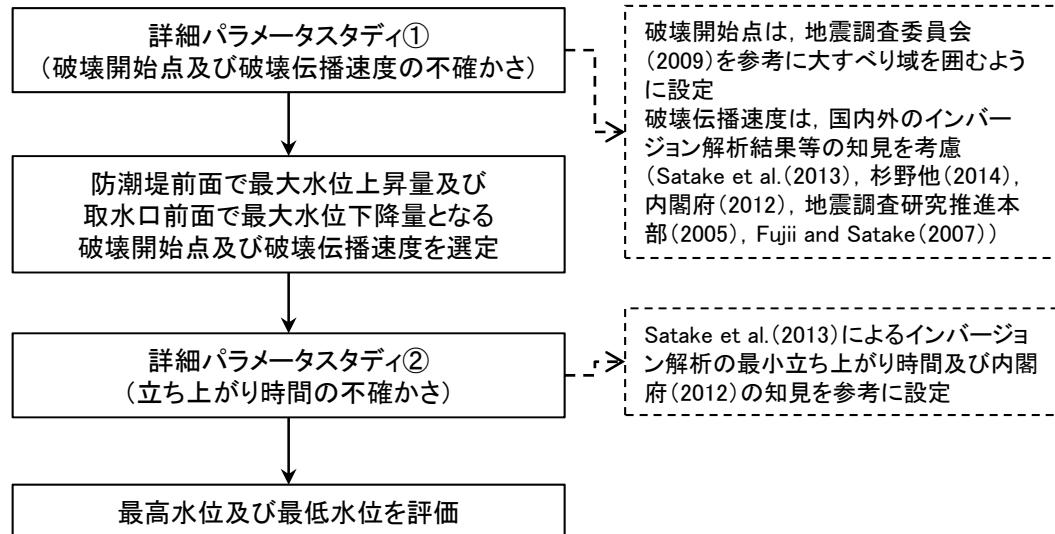 詳細パラメータスタディ①
（破壊開始点及び破壊伝播速度の不確かさ）
破壊開始点は，地震調査委員会
（2009）を参考に大すべり域を囲むよう
に設定
破壊伝播速度は，国内外のインバー
ジョン解析結果等の知見を考慮
（Satake et al.（2013），杉野他（2014），
内閣府（2012），地震調査研究推進本
部（2005），Fujii and Satake（2007））
防潮堤前面で最大水位上昇量及び
取水口前面で最大水位下降量となる
破壊開始点及び破壊伝播速度を選定
詳細パラメータスタディ②
（立ち上がり時間の不確かさ）
Satake et al.（2013）によるインバージョ
ン解析の最小立ち上がり時間及び内閣
府（2012）の知見を参考に設定
最高水位及び最低水位を評価